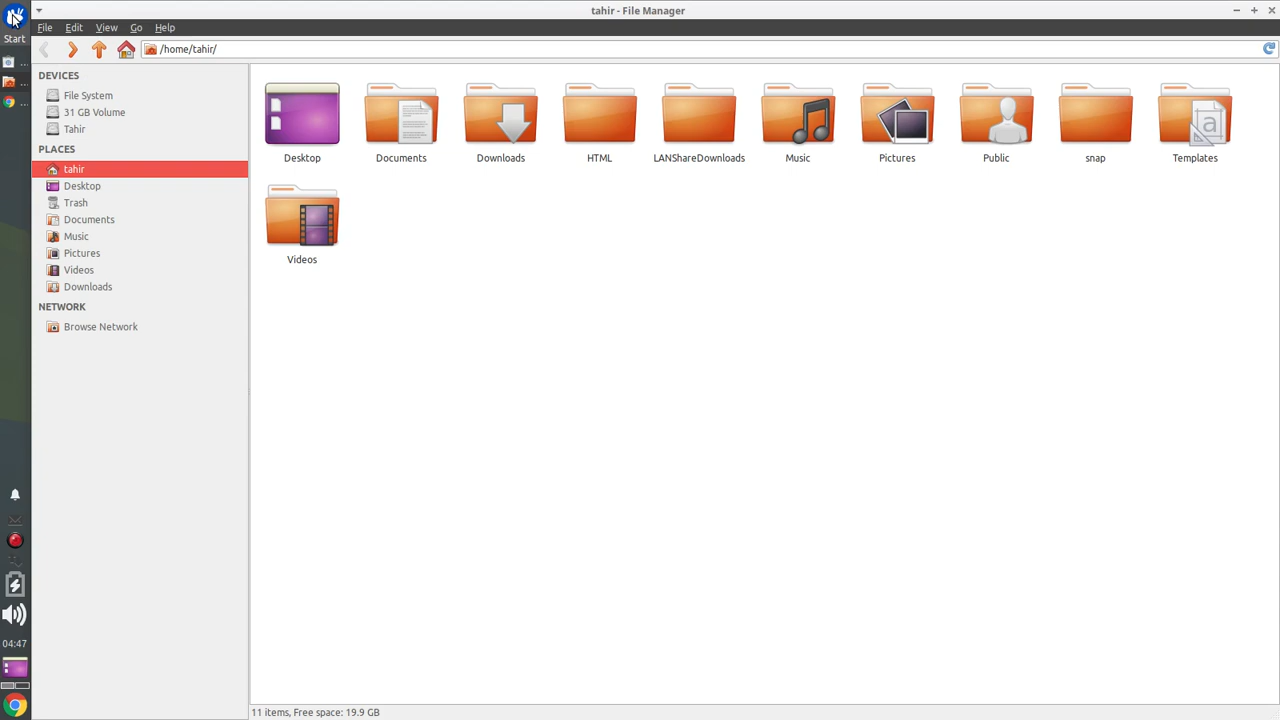 tahir - File Manager
File Edit View Go Help
Start
/home/tahir/
...
...
...
DEVICES
File System
31 GB Volume
Tahir
PLACES
tahir
Desktop
Trash
Documents
Music
Pictures
Videos
Downloads
NETWORK
Browse Network
Desktop Documents Downloads HTML LANShareDownloads Music Pictures Public snap Templates
Videos
04:47
11 items, Free space: 19.9 GB